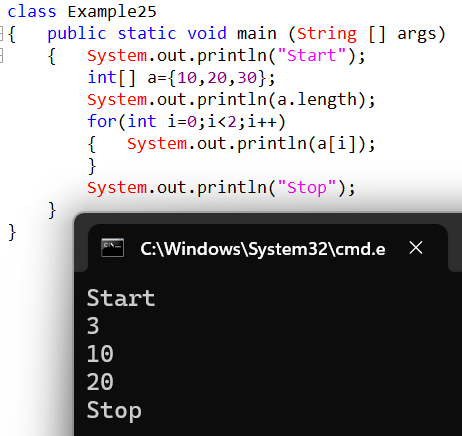 class Example25
{   public static void main (String [] args)
    {   System.out.println("Start");
        int[] a={10,20,30};
        System.out.println(a.length);
        for(int i=0;i<2;i++)
        {   System.out.println(a[i]);
        }
        System.out.println("Stop");
    }
}
C:\Windows\System32\cmd.e
Start
3
10
20
Stop